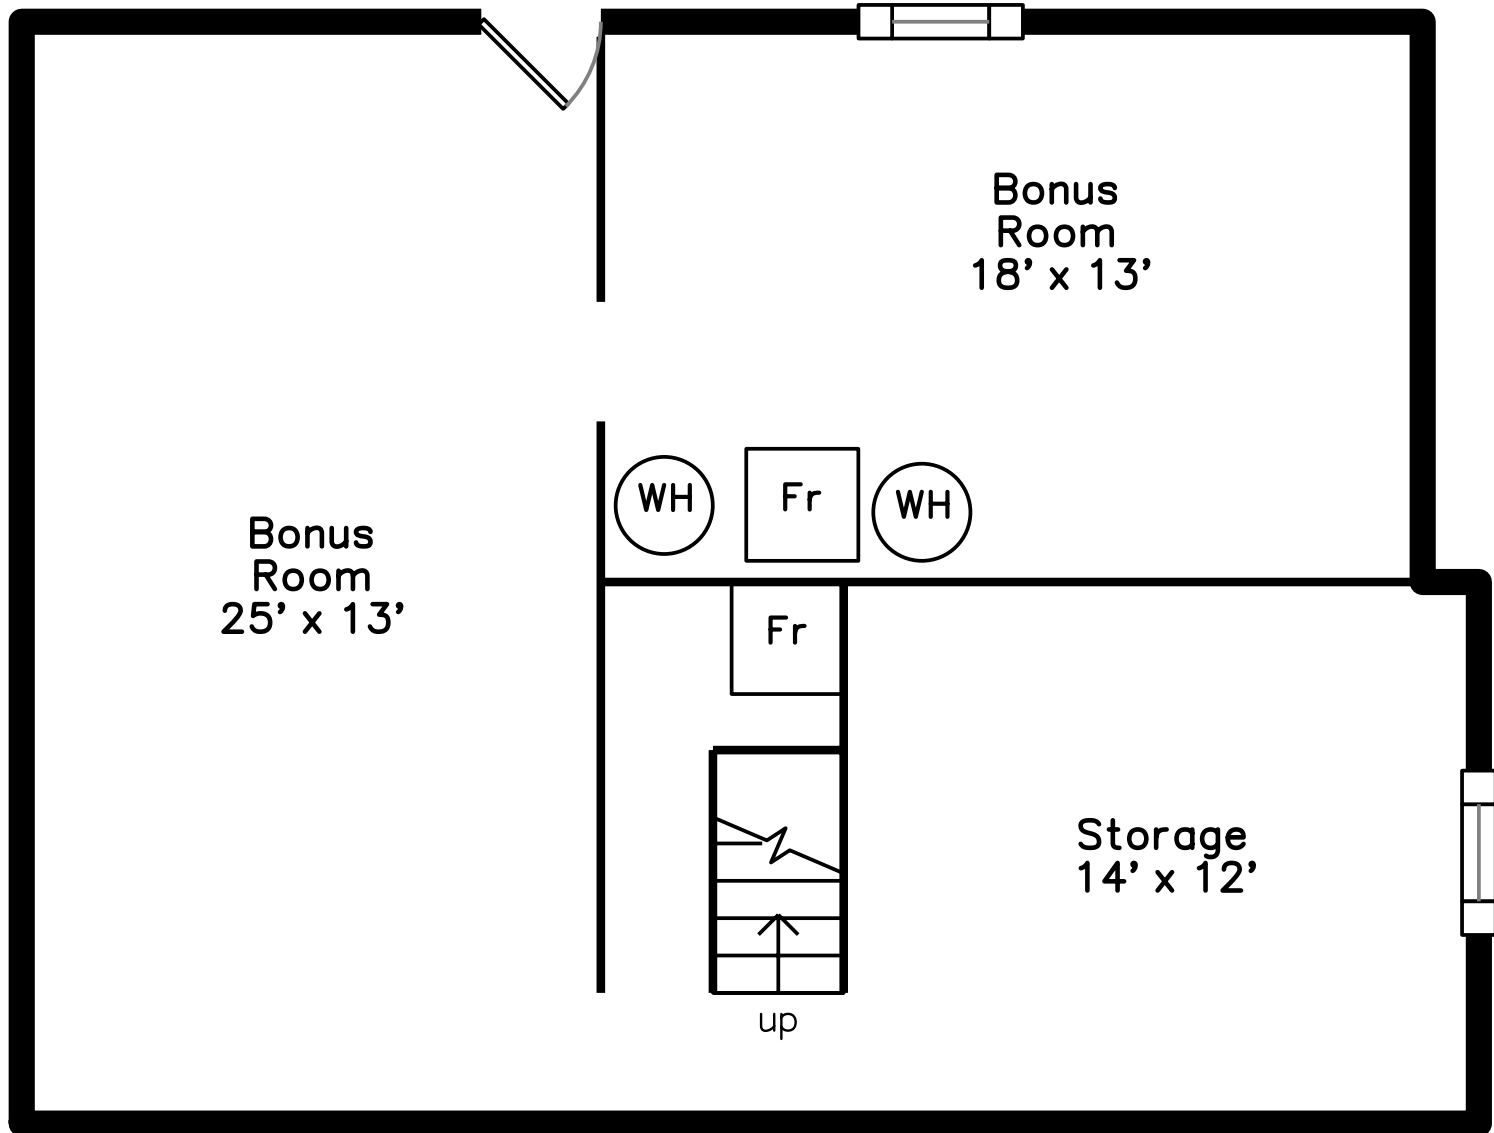 Bonus
Room
18' x 13'
WH
Fr
WH
Bonus
Room
25' x 13'
Fr
Storage
14' x 12'
up